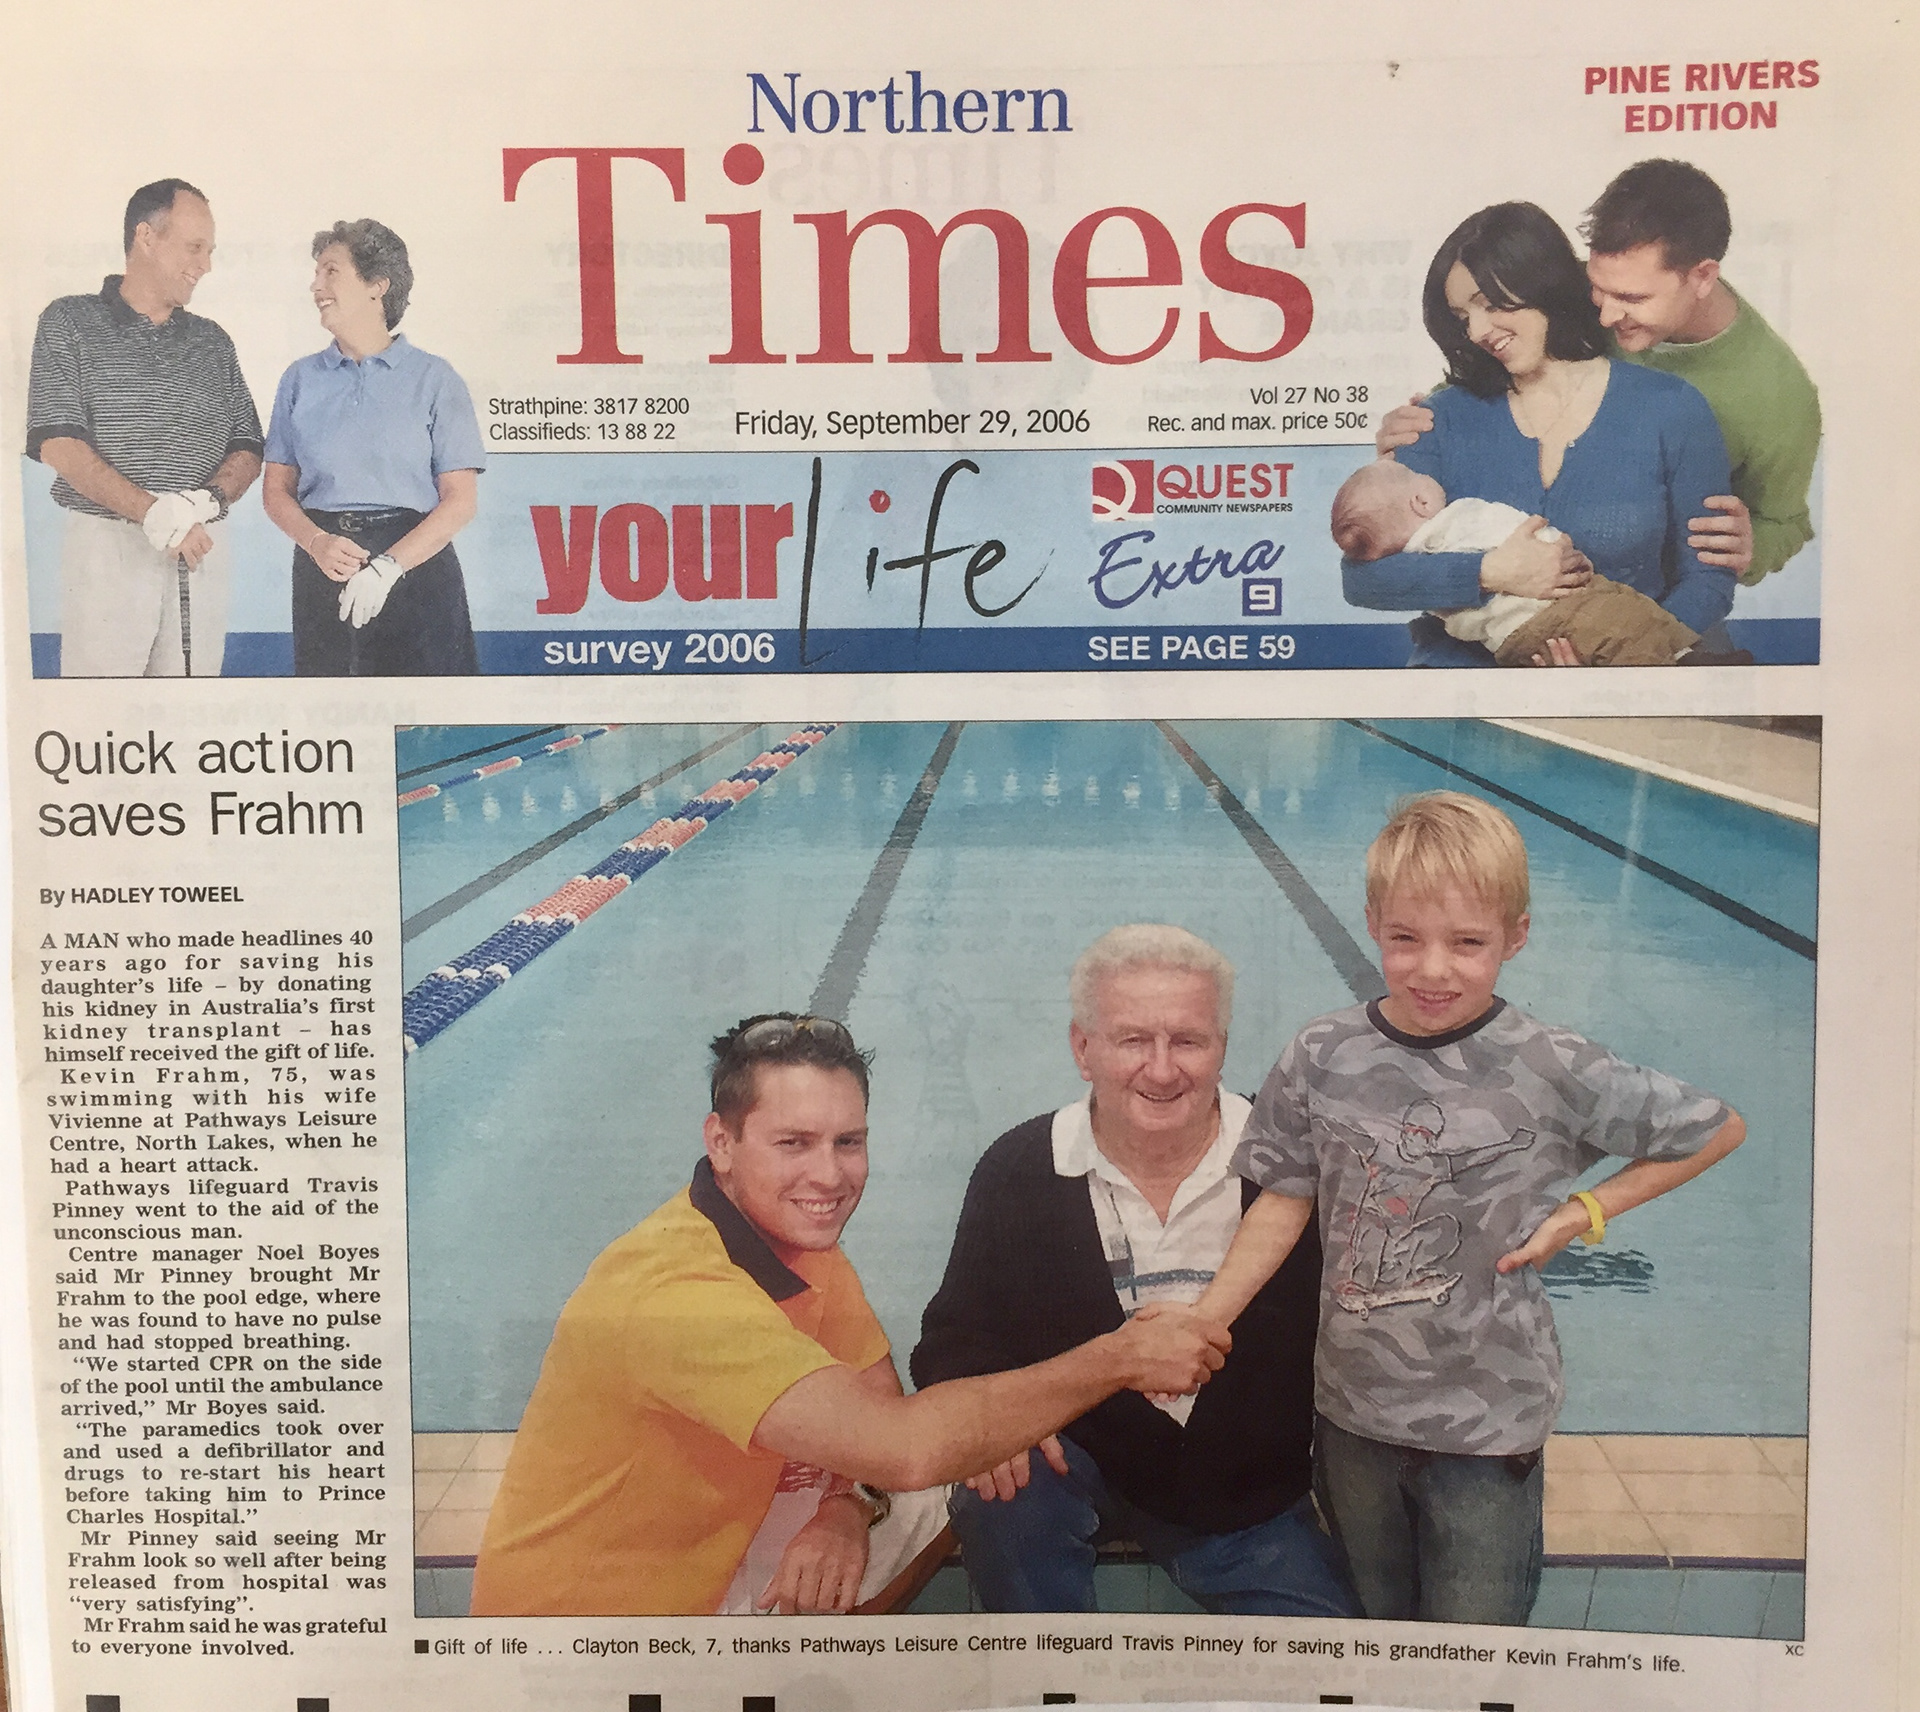 PINE RIVERS
EDITION
Northern
Times
Strathpine: 3817 8200
Classifieds: 13 88 22
Friday, September 29, 2006
Vol 27 No 38
Rec. and max. price 50¢
your life
survey 2006
QUEST
COMMUNITY NEWSPAPERS
Extra
9
SEE PAGE 59
Quick action
saves Frahm
By HADLEY TOWEEL
A MAN who made headlines 40
years ago for saving his
daughter's life – by donating
his kidney in Australia's first
kidney transplant – has
himself received the gift of life.
Kevin Frahm, 75, was
swimming with his wife
Vivienne at Pathways Leisure
Centre, North Lakes, when he
had a heart attack.
Pathways lifeguard Travis
Pinney went to the aid of the
unconscious man.
Centre manager Noel Boyes
said Mr Pinney brought Mr
Frahm to the pool edge, where
he was found to have no pulse
and had stopped breathing.
“We started CPR on the side
of the pool until the ambulance
arrived,” Mr Boyes said.
“The paramedics took over
and used a defibrillator and
drugs to re-start his heart
before taking him to Prince
Charles Hospital.”
Mr Pinney said seeing Mr
Frahm look so well after being
released from hospital was
“very satisfying”.
Mr Frahm said he was grateful
to everyone involved.
■ Gift of life ... Clayton Beck, 7, thanks Pathways Leisure Centre lifeguard Travis Pinney for saving his grandfather Kevin Frahm's life.
XC